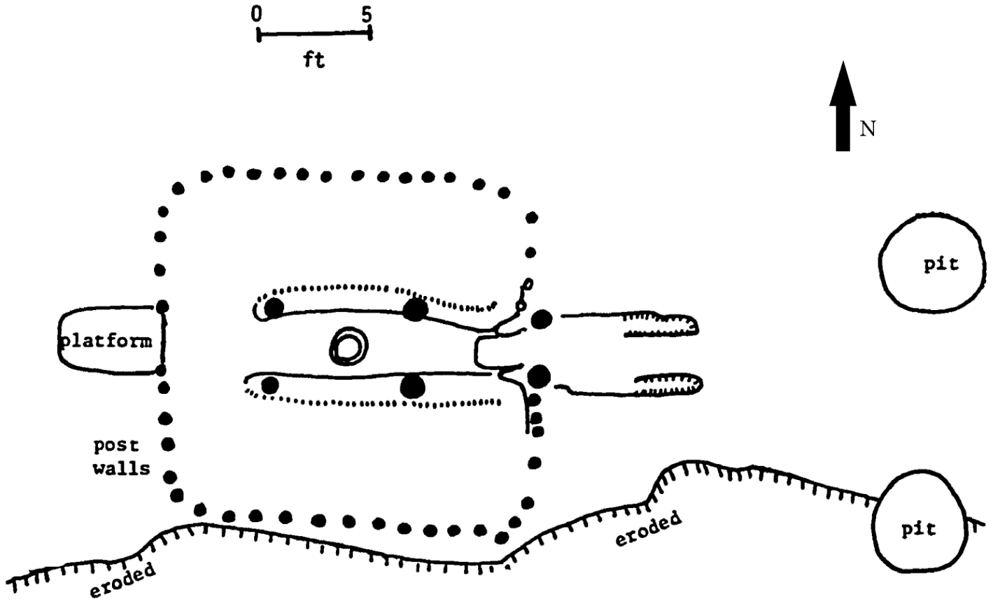 0 5
ft
N
pit
platform
post
walls
eroded
pit
eroded